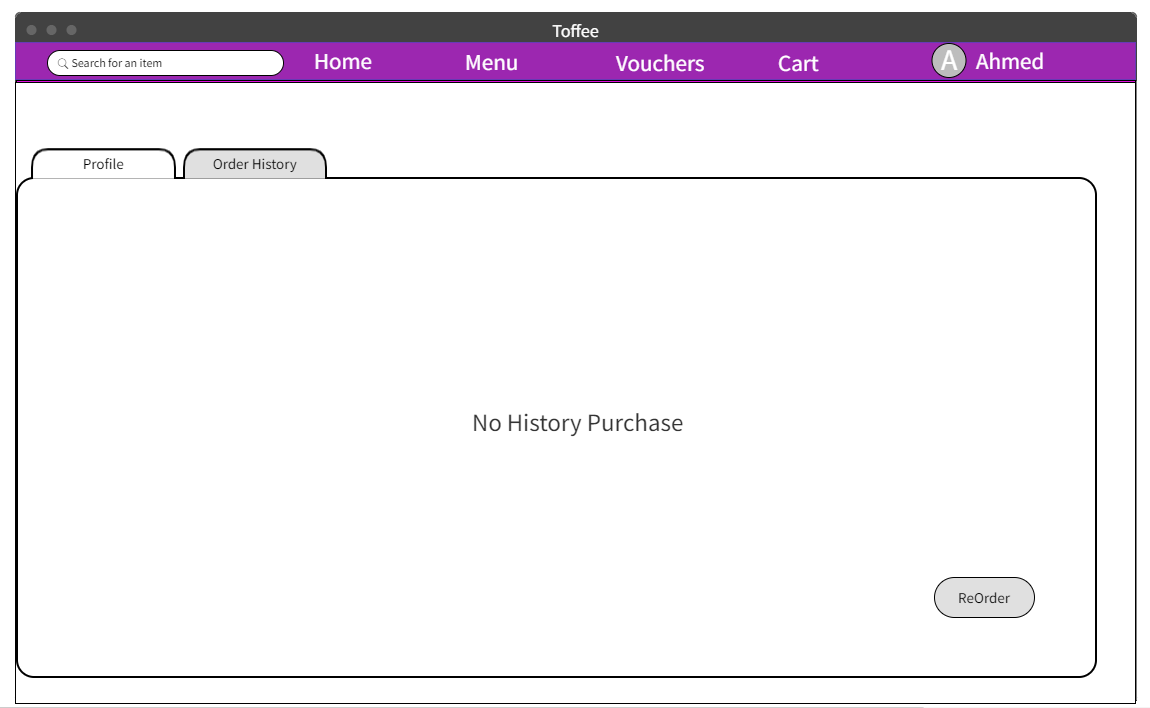 Toffee
Search for an item
Home
Menu
Vouchers
Cart
A
Ahmed
Profile
Order History
No History Purchase
ReOrder